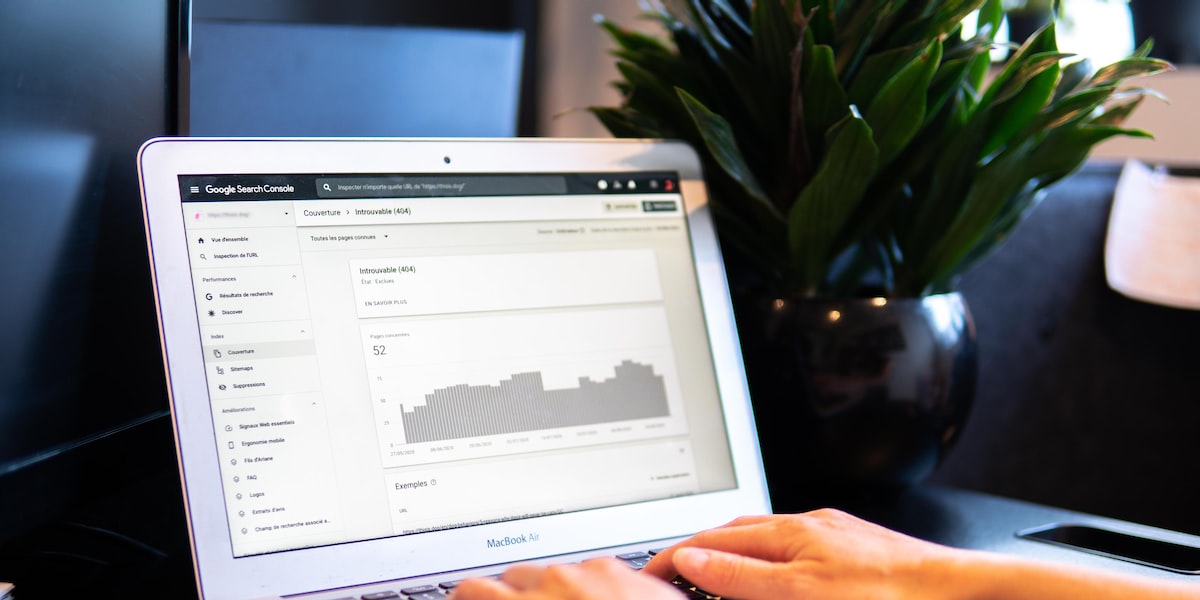 Google Search Console
Inspecter n'importe quelle URL de "https://thois.dog/"
Couverture > Introuvable (404)
Toutes les pages connues
Vue d'ensemble
Inspection de l'URL
Performances
Résultats de recherche
Discover
Index
Couverture
Sitemaps
Suppressions
Améliorations
Signaux Web essentiels
Ergonomie mobile
Fils d'Ariane
FAQ
Logos
Extraits d'avis
Champ de recherche associé a...
Introuvable (404)
État : Exclues
EN SAVOIR PLUS
Pages concernées
52
75
50
25
0
Exemples
URL
MacBook Air